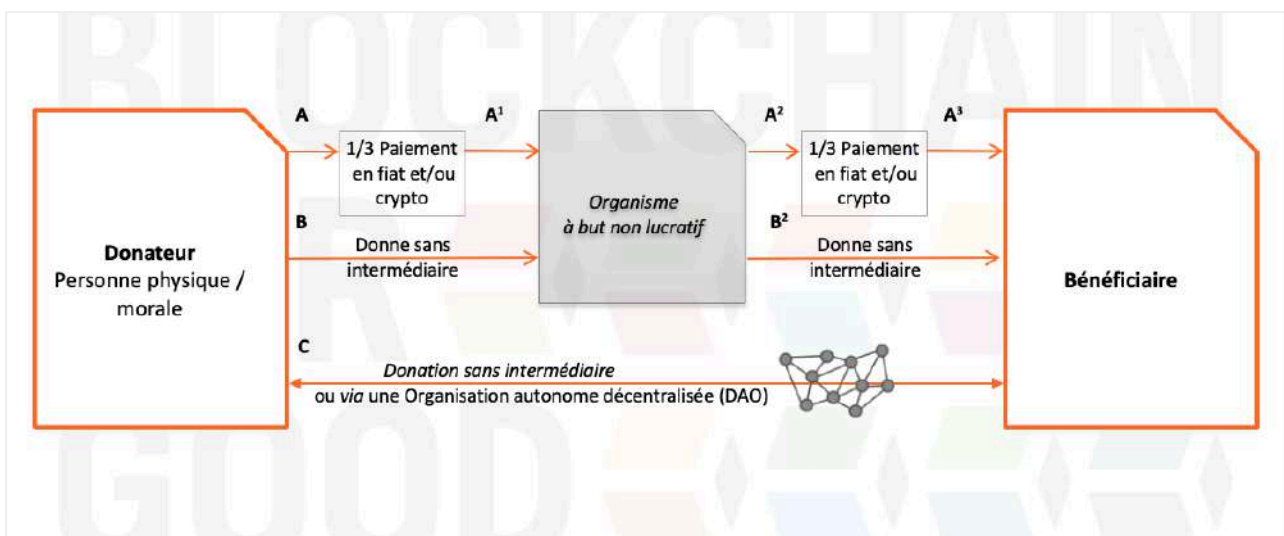 BLOCKCHAIN
FOR
GOOD
A
A¹
A²
A³
1/3 Paiement
en fiat et/ou
crypto
Organisme
à but non lucratif
1/3 Paiement
en fiat et/ou
crypto
B
B²
Donne sans
intermédiaire
Donne sans
intermédiaire
Donateur
Personne physique /
morale
Bénéficiaire
C
Donation sans intermédiaire
ou via une Organisation autonome décentralisée (DAO)